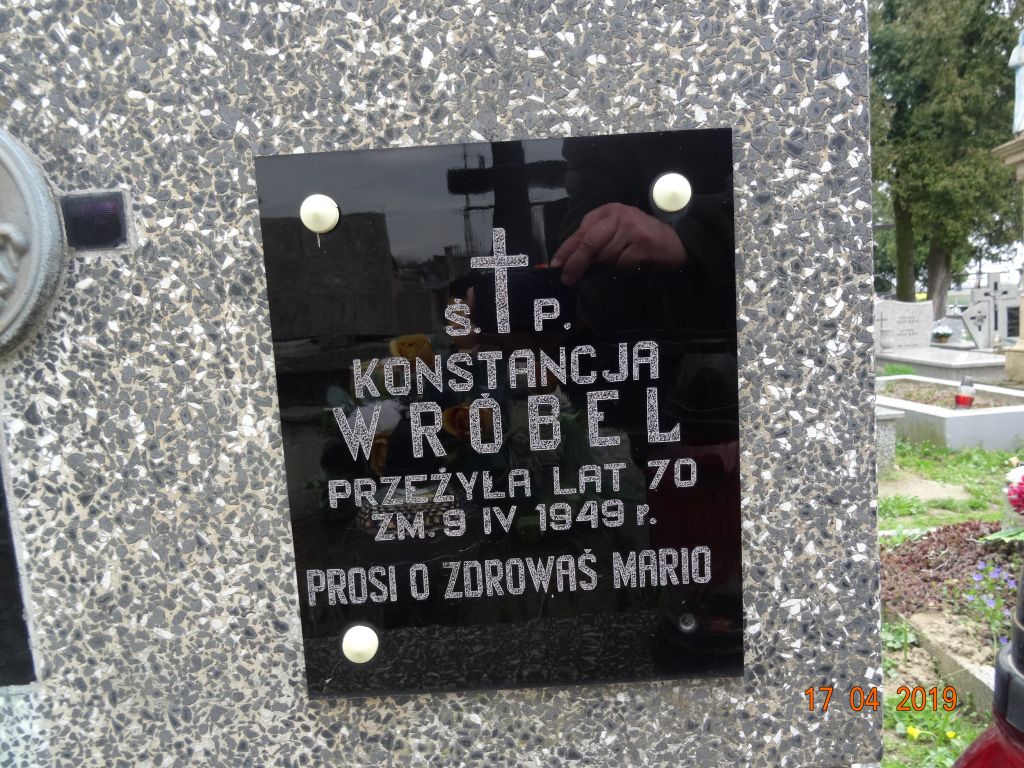 Ś. P.
KONSTANCJA
WRÓBEL
PRZEŻYŁA LAT 70
ZM. 9 IV 1949 r.
PROSI O ZDROWAŚ MARIO
17 04 2019